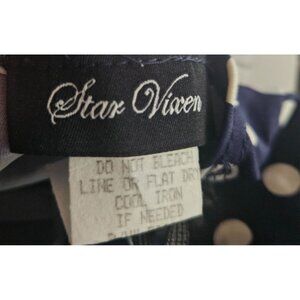 Star Vixen
DO NOT BLEACH
LINE OR FLAT DRY
COOL IRON
IF NEEDED